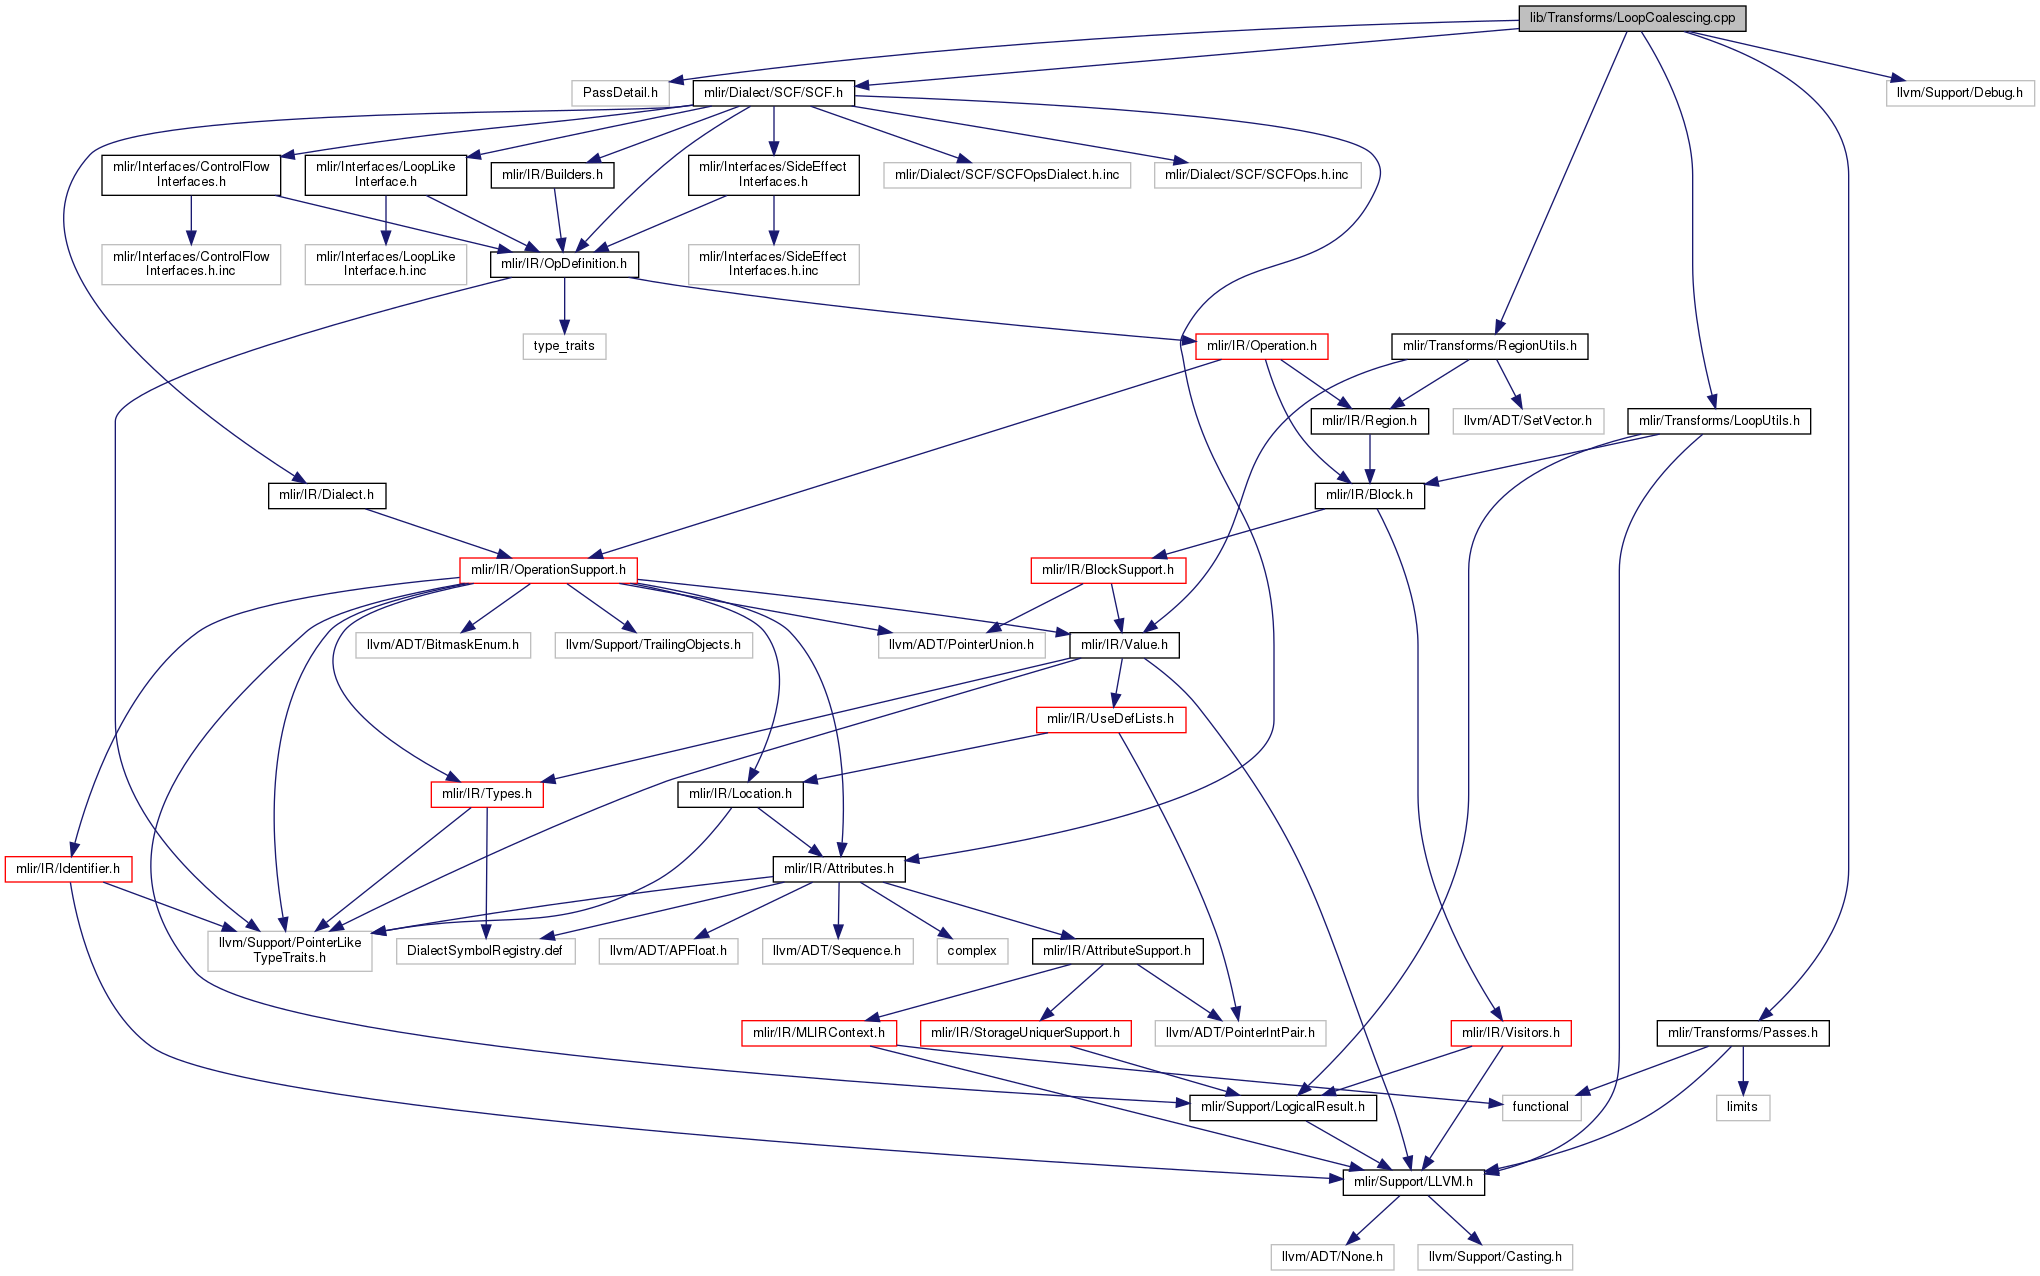 lib/Transforms/LoopCoalescing.cpp
PassDetail.h
mlir/Dialect/SCF/SCF.h
llvm/Support/Debug.h
mlir/Interfaces/ControlFlow
Interfaces.h
mlir/Interfaces/LoopLike
Interface.h
mlir/IR/Builders.h
mlir/Interfaces/SideEffect
Interfaces.h
mlir/Dialect/SCF/SCFOpsDialect.h.inc
mlir/Dialect/SCF/SCFOps.h.inc
mlir/Interfaces/ControlFlow
Interfaces.h.inc
mlir/Interfaces/LoopLike
Interface.h.inc
mlir/IR/OpDefinition.h
mlir/Interfaces/SideEffect
Interfaces.h.inc
type_traits
mlir/IR/Operation.h
mlir/Transforms/RegionUtils.h
mlir/IR/Region.h
llvm/ADT/SetVector.h
mlir/Transforms/LoopUtils.h
mlir/IR/Dialect.h
mlir/IR/Block.h
mlir/IR/OperationSupport.h
mlir/IR/BlockSupport.h
llvm/ADT/BitmaskEnum.h
llvm/Support/TrailingObjects.h
llvm/ADT/PointerUnion.h
mlir/IR/Value.h
mlir/IR/UseDefLists.h
mlir/IR/Types.h
mlir/IR/Location.h
mlir/IR/Identifier.h
mlir/IR/Attributes.h
llvm/Support/PointerLike
TypeTraits.h
DialectSymbolRegistry.def
llvm/ADT/APFloat.h
llvm/ADT/Sequence.h
complex
mlir/IR/AttributeSupport.h
mlir/IR/MLIRContext.h
mlir/IR/StorageUniquerSupport.h
llvm/ADT/PointerIntPair.h
mlir/IR/Visitors.h
mlir/Transforms/Passes.h
mlir/Support/LogicalResult.h
functional
limits
mlir/Support/LLVM.h
llvm/ADT/None.h
llvm/Support/Casting.h